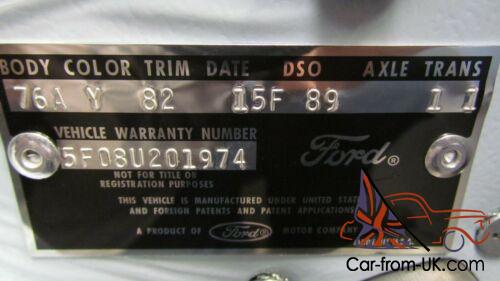 BODY COLOR TRIM DATE DSO AXLE TRANS
76A Y 82 15F 89 1 1
VEHICLE WARRANTY NUMBER
5F08U201974
Ford®
NOT FOR TITLE OR
REGISTRATION PURPOSES
THIS VEHICLE IS MANUFACTURED UNDER UNITED STAT
AND FOREIGN PATENTS AND PATENT APPLICATIONS
A PRODUCT OF Ford® MOTOR COMPANY
Car-from-UK.com